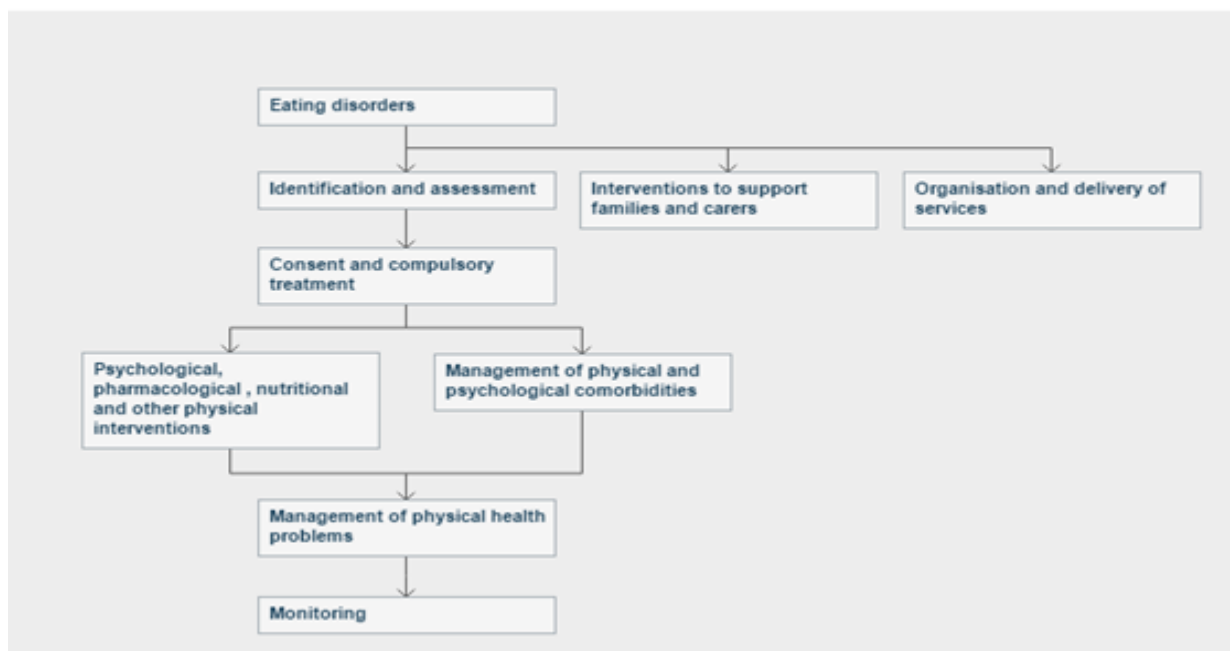 Eating disorders
Identification and assessment
Interventions to support
families and carers
Organisation and delivery of
services
Consent and compulsory
treatment
Psychological,
pharmacological , nutritional
and other physical
interventions
Management of physical and
psychological comorbidities
Management of physical health
problems
Monitoring